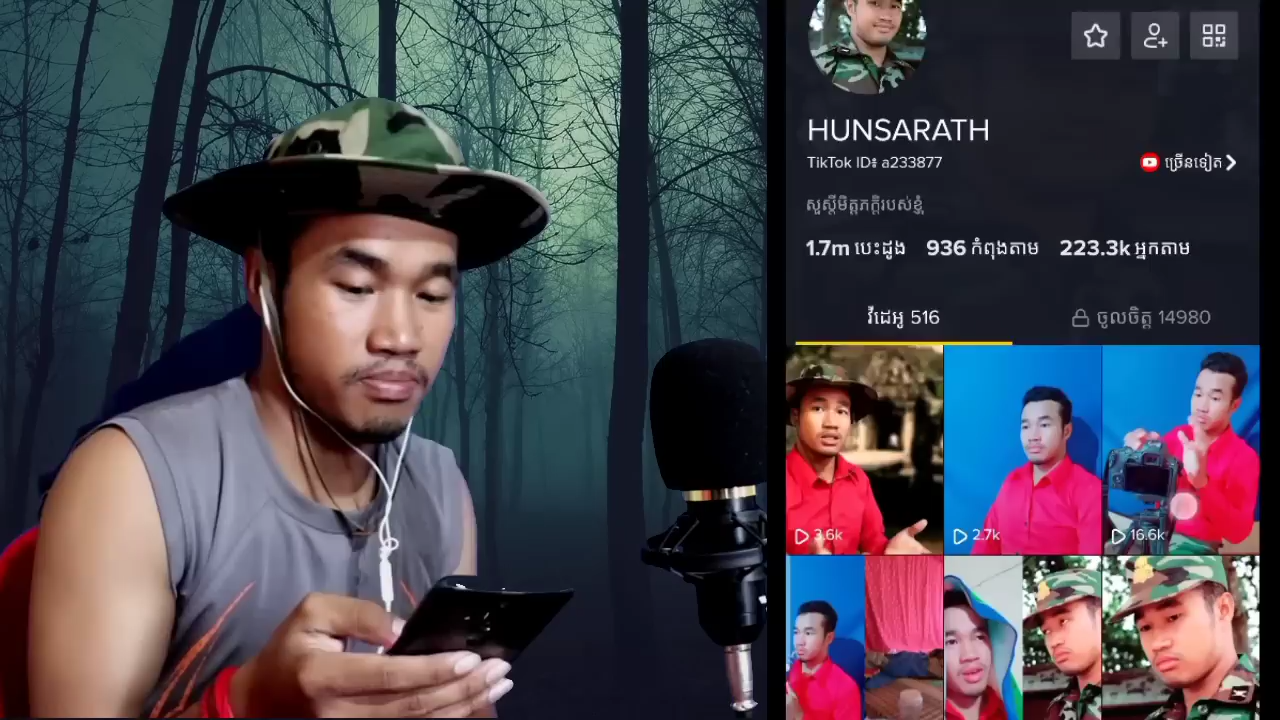 HUNSARATH
TikTok ID: a233877
ច្រើនទៀត
សួស្តីមិត្តភក្តិរបស់ខ្ញុំ
1.7m បេះដូង 936 កំពុងតាម 223.3k អ្នកតាម
វីដេអូ 516 ចូលចិត្ត 14980
3.6k 2.7k 16.6k